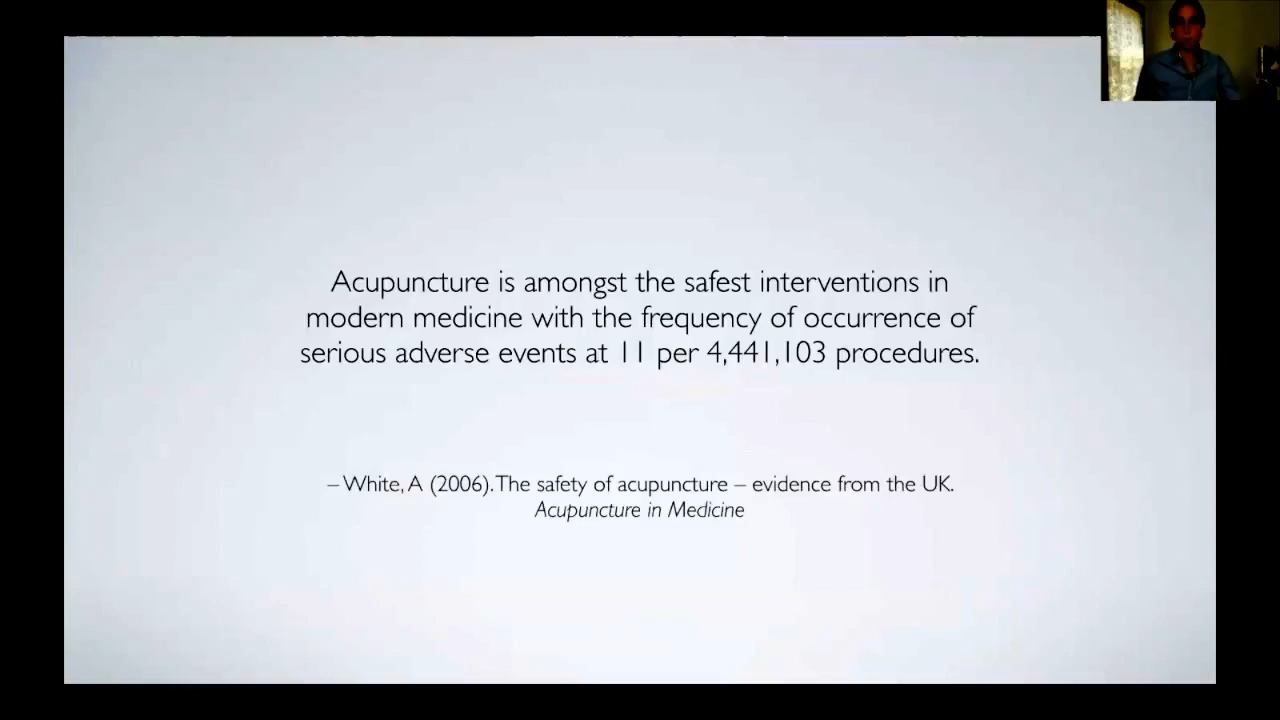 Acupuncture is amongst the safest interventions in
modern medicine with the frequency of occurrence of
serious adverse events at 11 per 4,441,103 procedures.
– White, A (2006). The safety of acupuncture – evidence from the UK.
Acupuncture in Medicine